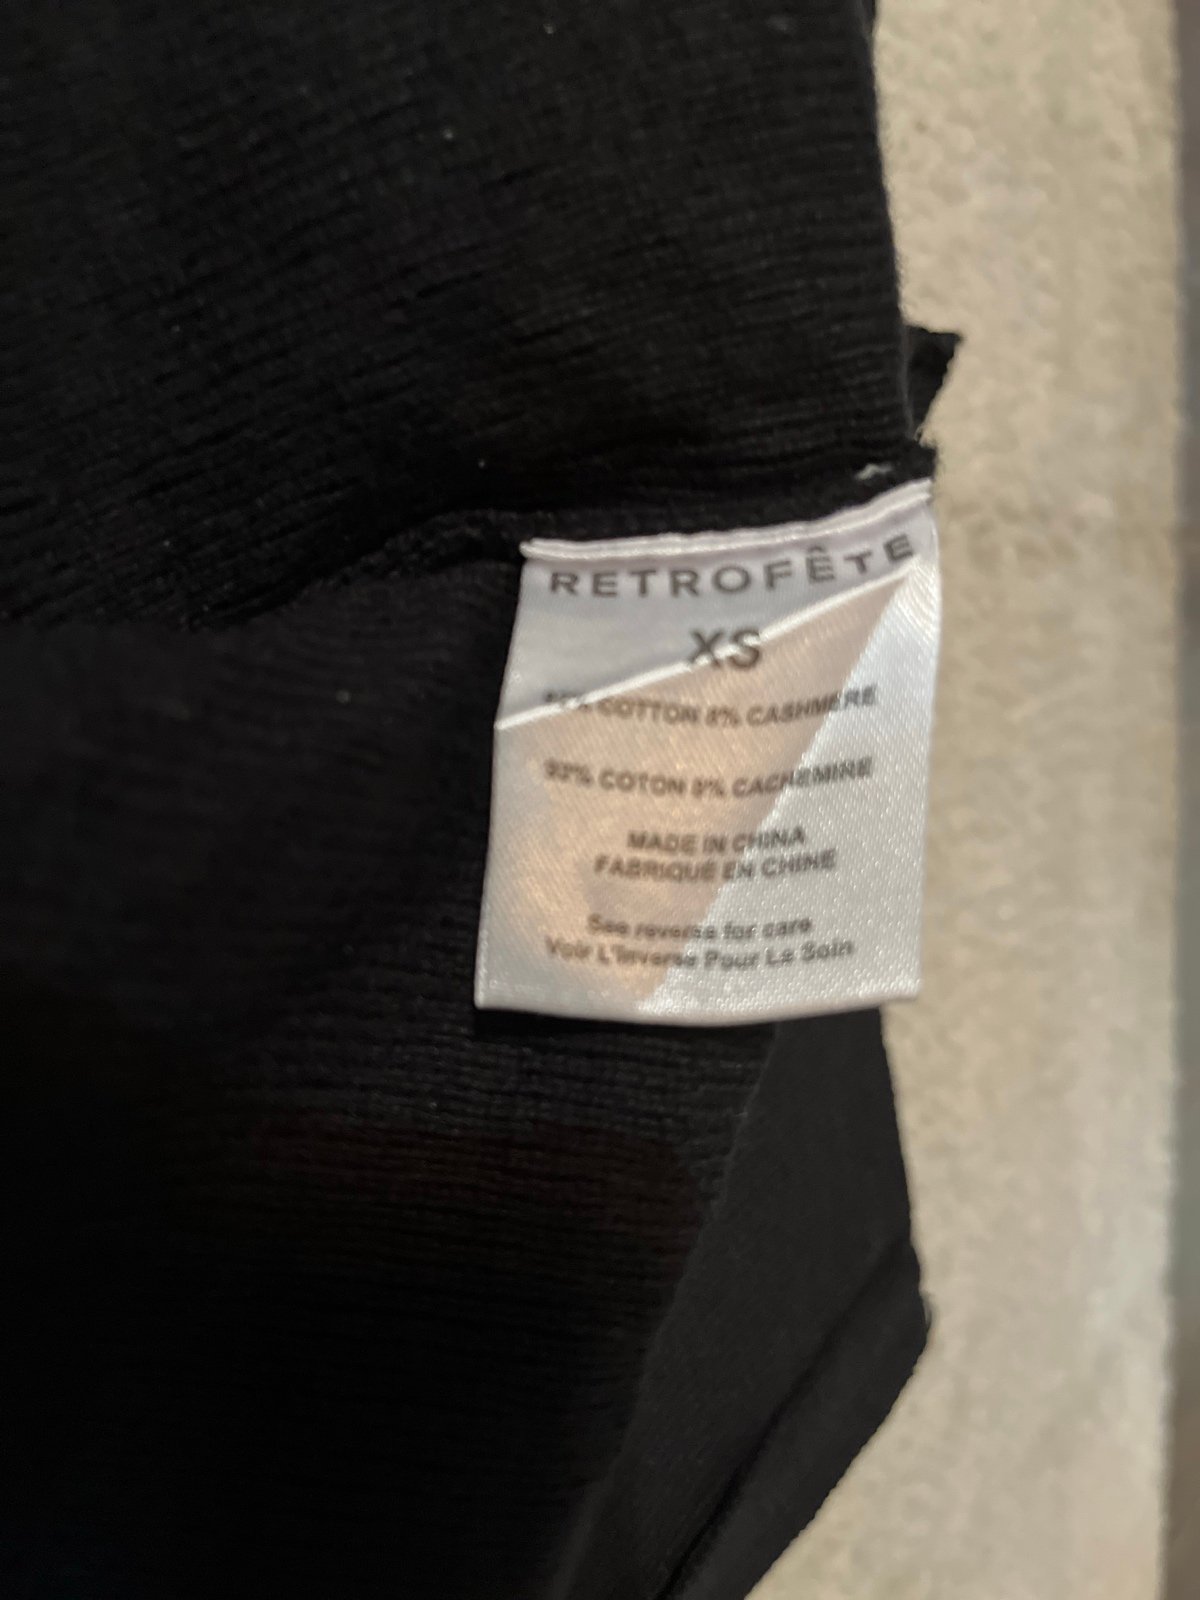 RETROFÊTE
XS
COTTON 8% CASHMERE
92% COTON 8% CACHEMIRE
MADE IN CHINA
FABRIQUÉ EN CHINE
See reverse for care
Voir L'Inverse Pour Le Soin